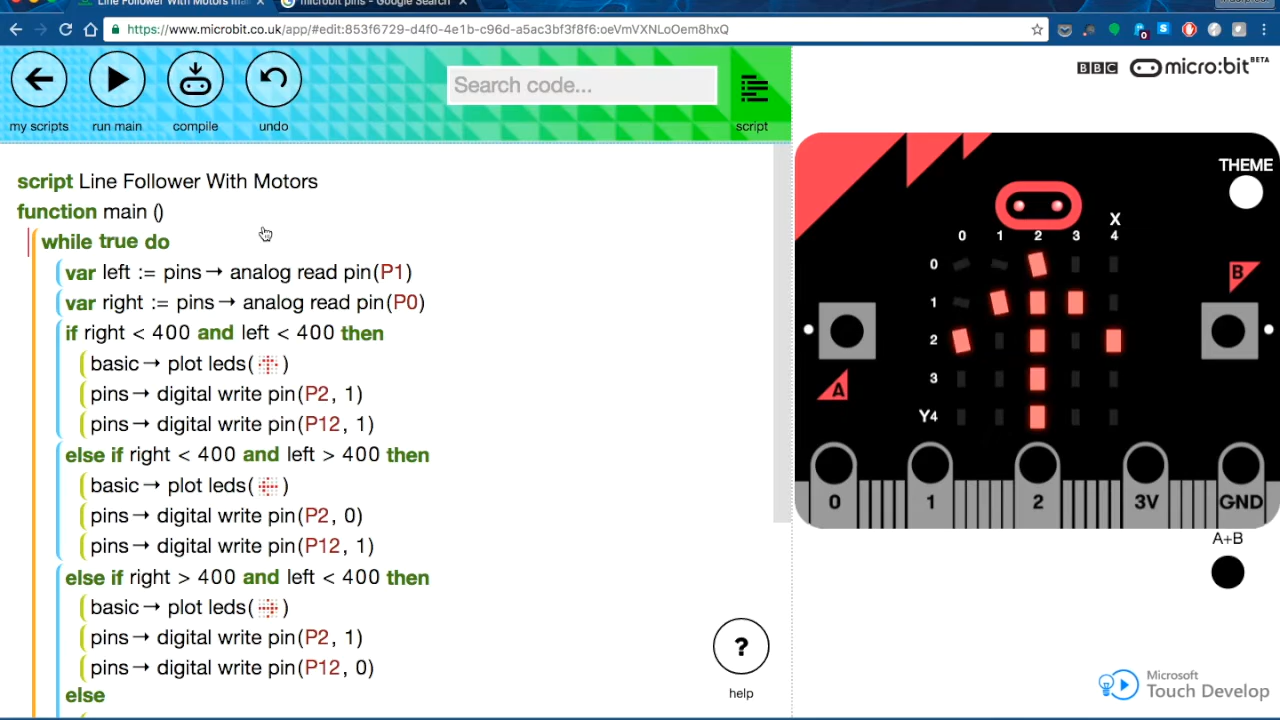 Line Follower With Motors
microbit pins - Google Search
https://www.microbit.co.uk/app/#edit:853f6729-d4f0-4e1b-c96d-a5ac3bf3f8f6:oeVmVXNLoOem8hxQ
my scripts
run main
compile
undo
Search code...
script
BBC micro:bit BETA
script Line Follower With Motors
function main ()
while true do
var left := pins→ analog read pin(P1)
var right := pins→ analog read pin(P0)
if right < 400 and left < 400 then
basic→ plot leds( )
pins→ digital write pin(P2, 1)
pins→ digital write pin(P12, 1)
else if right < 400 and left > 400 then
basic→ plot leds( )
pins→ digital write pin(P2, 0)
pins→ digital write pin(P12, 1)
else if right > 400 and left < 400 then
basic→ plot leds( )
pins→ digital write pin(P2, 1)
pins→ digital write pin(P12, 0)
else
?
help
THEME
X
0 1 2 3 4
0
1
2
3
Y4
A
B
0 1 2 3V GND
A+B
Microsoft
Touch Develop